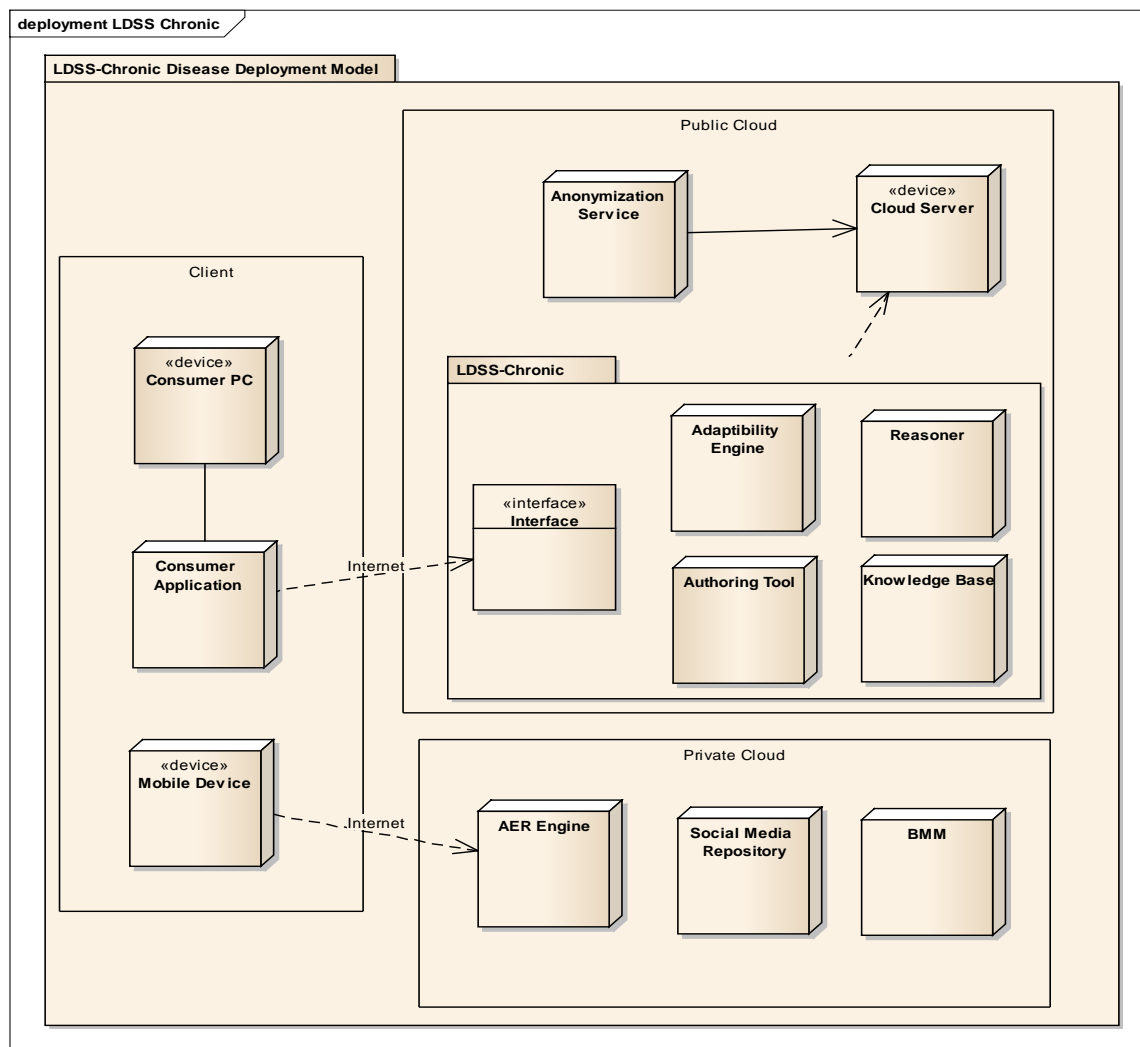 deployment LDSS Chronic
LDSS-Chronic Disease Deployment Model
Public Cloud
Anonymization
Service
«device»
Cloud Server
Client
«device»
Consumer PC
LDSS-Chronic
Adaptibility
Engine
Reasoner
«interface»
Interface
Consumer
Application
Internet
Authoring Tool
Knowledge Base
Private Cloud
«device»
Mobile Device
Internet
AER Engine
Social Media
Repository
BMM